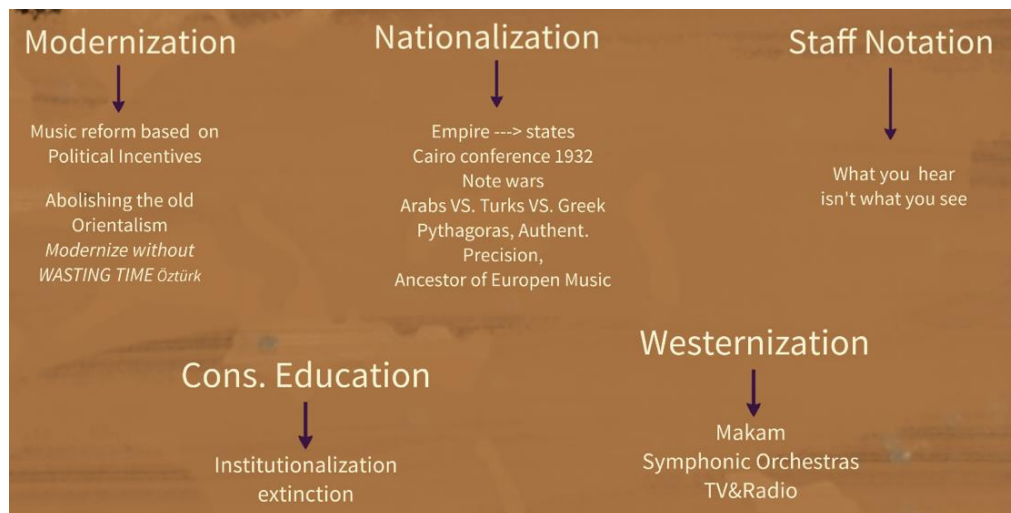 Modernization
Music reform based on
Political Incentives
Abolishing the old
Orientalism
Modernize without
WASTING TIME Öztürk
Nationalization
Empire ---> states
Cairo conference 1932
Note wars
Arabs VS. Turks VS. Greek
Pythagoras, Authent.
Precision,
Ancestor of Europen Music
Staff Notation
What you hear
isn't what you see
Cons. Education
Institutionalization
extinction
Westernization
Makam
Symphonic Orchestras
TV&Radio